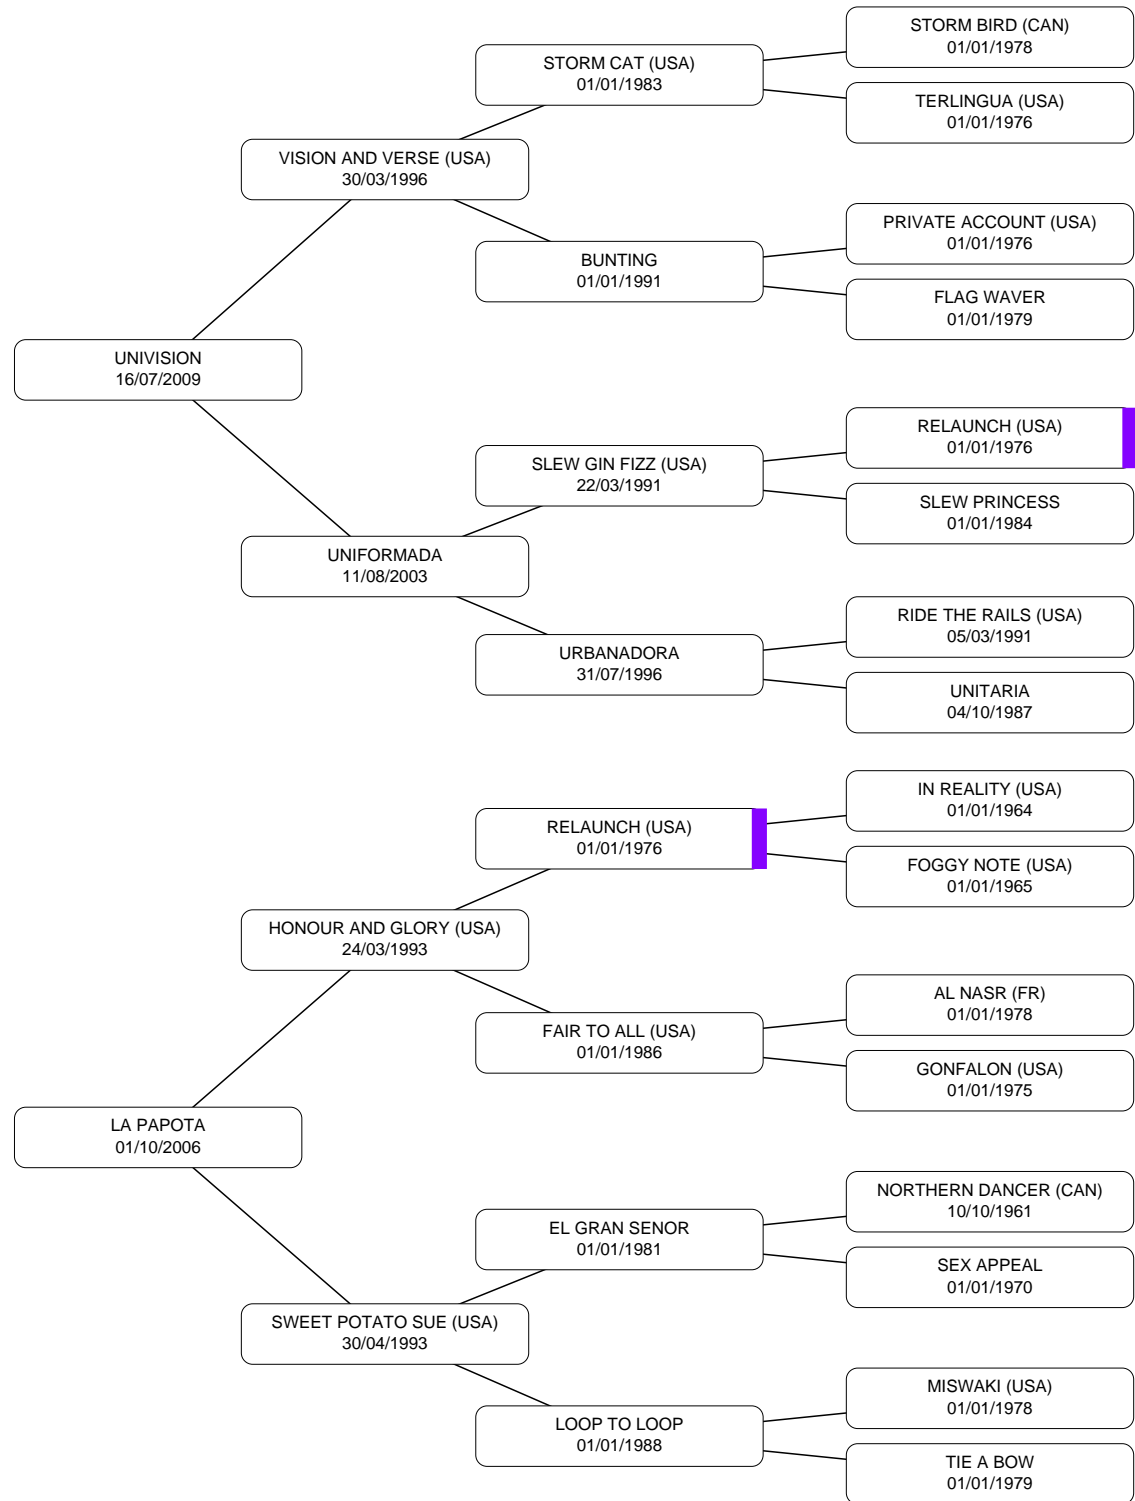 STORM BIRD (CAN)
01/01/1978
STORM CAT (USA)
01/01/1983
TERLINGUA (USA)
01/01/1976
VISION AND VERSE (USA)
30/03/1996
PRIVATE ACCOUNT (USA)
01/01/1976
BUNTING
01/01/1991
FLAG WAVER
01/01/1979
UNIVISION
16/07/2009
RELAUNCH (USA)
01/01/1976
SLEW GIN FIZZ (USA)
22/03/1991
SLEW PRINCESS
01/01/1984
UNIFORMADA
11/08/2003
RIDE THE RAILS (USA)
05/03/1991
URBANADORA
31/07/1996
UNITARIA
04/10/1987
IN REALITY (USA)
01/01/1964
RELAUNCH (USA)
01/01/1976
FOGGY NOTE (USA)
01/01/1965
HONOUR AND GLORY (USA)
24/03/1993
AL NASR (FR)
01/01/1978
FAIR TO ALL (USA)
01/01/1986
GONFALON (USA)
01/01/1975
LA PAPOTA
01/10/2006
NORTHERN DANCER (CAN)
10/10/1961
EL GRAN SENOR
01/01/1981
SEX APPEAL
01/01/1970
SWEET POTATO SUE (USA)
30/04/1993
MISWAKI (USA)
01/01/1978
LOOP TO LOOP
01/01/1988
TIE A BOW
01/01/1979